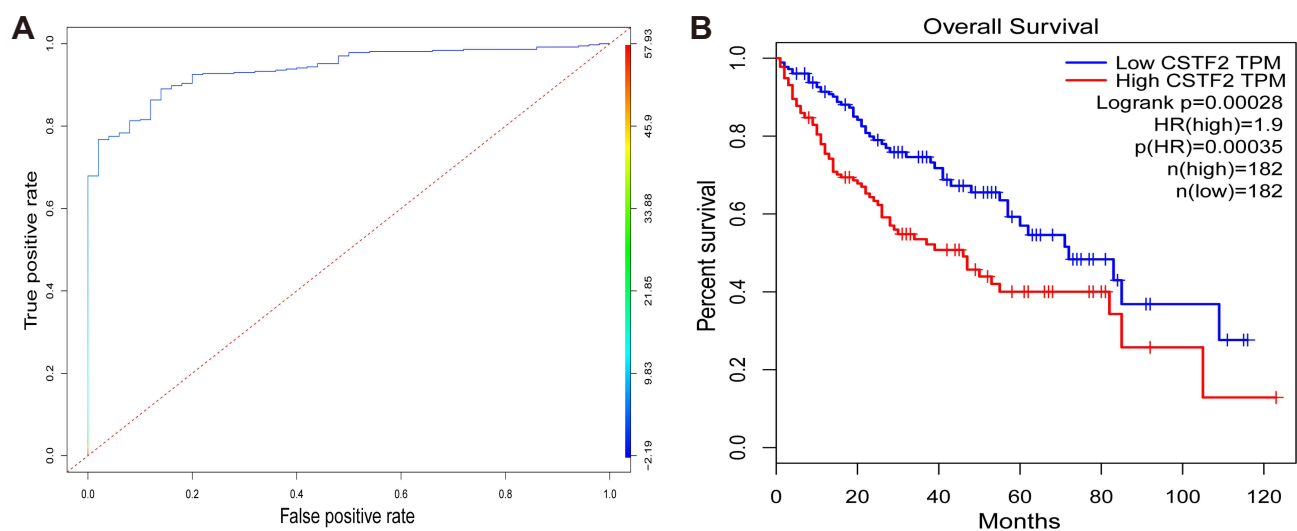 A
True positive rate
1.0
0.8
0.6
0.4
0.2
0.0
0.0
0.2
0.4
0.6
0.8
1.0
False positive rate
57.93
45.9
33.88
21.85
9.83
−2.19
B
Overall Survival
Low CSTF2 TPM
High CSTF2 TPM
Logrank p=0.00028
HR(high)=1.9
p(HR)=0.00035
n(high)=182
n(low)=182
Percent survival
1.0
0.8
0.6
0.4
0.2
0.0
0
20
40
60
80
100
120
Months